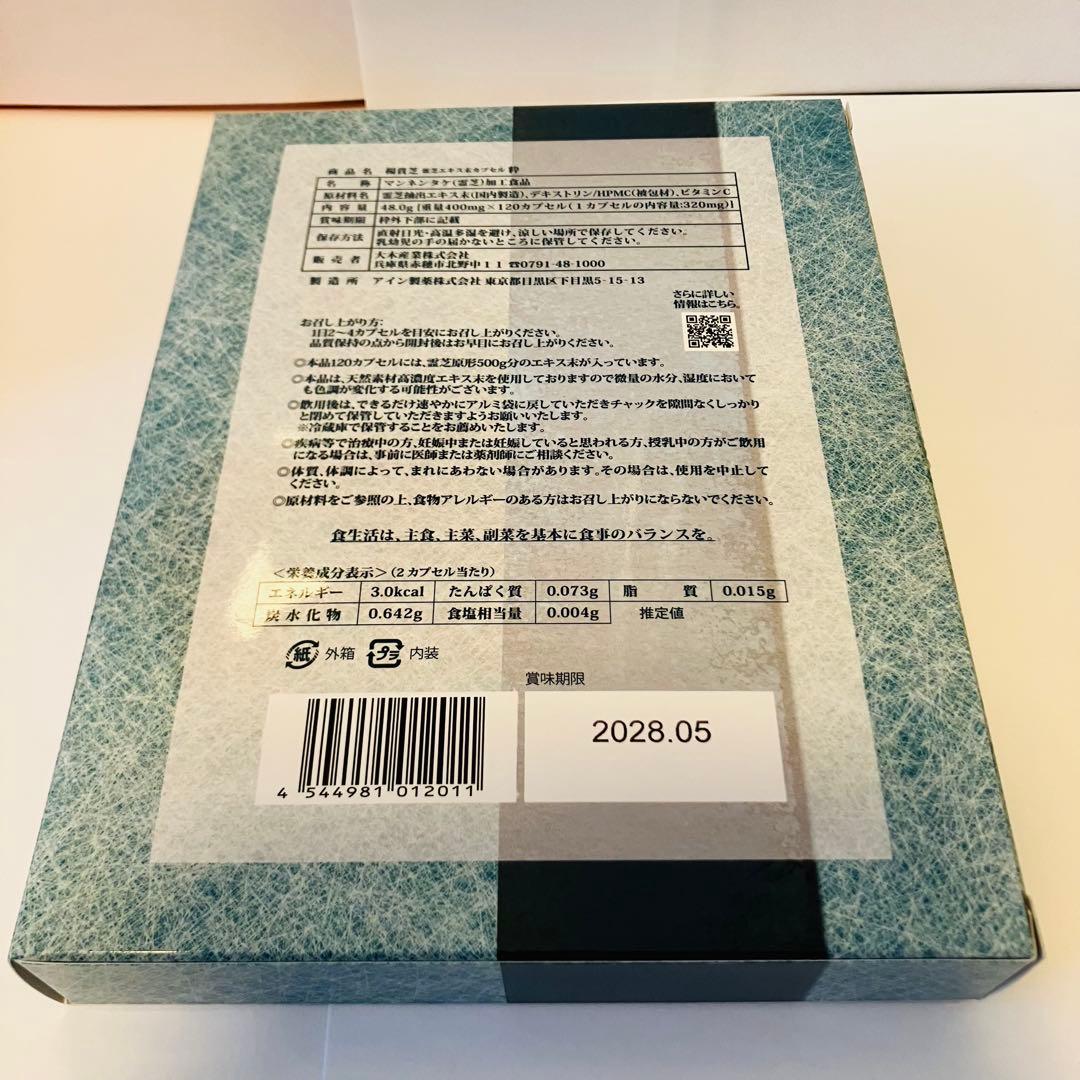 商品名 楊貴芝 霊芝エキス末カプセル 粋
名称 マンネンタケ(霊芝)加工食品
原材料名 霊芝抽出エキス末(国内製造)、デキストリン/HPMC(被包材)、ビタミンC
内容量 48.0g [重量400mg×120カプセル(1カプセルの内容量:320mg)]
賞味期限 枠外下部に記載
保存方法 直射日光・高温多湿を避け、涼しい場所で保存してください。
乳幼児の手の届かないところに保管してください。
販売者 大木産業株式会社
兵庫県赤穂市北野中11 ☎0791-48-1000
製造所 アイン製薬株式会社 東京都目黒区下目黒5-15-13
さらに詳しい
情報はこちら。
お召し上がり方:
1日2〜4カプセルを目安にお召し上がりください。
品質保持の点から開封後はお早目にお召し上がりください。
◎本品120カプセルには、霊芝原形500g分のエキス末が入っています。
◎本品は、天然素材高濃度エキス末を使用しておりますので微量の水分、湿度において
も色調が変化する可能性がございます。
◎飲用後は、できるだけ速やかにアルミ袋に戻していただきチャックを隙間なくしっかり
と閉めて保管していただきますようお願いいたします。
※冷蔵庫で保管することをお薦めいたします。
◎疾病等で治療中の方、妊娠中または妊娠していると思われる方、授乳中の方がご飲用
になる場合は、事前に医師または薬剤師にご相談ください。
◎体質、体調によって、まれにあわない場合があります。その場合は、使用を中止して
ください。
◎原材料をご参照の上、食物アレルギーのある方はお召し上がりにならないでください。
食生活は、主食、主菜、副菜を基本に食事のバランスを。
<栄養成分表示>(2カプセル当たり)
エネルギー 3.0kcal たんぱく質 0.073g 脂質 0.015g
炭水化物 0.642g 食塩相当量 0.004g 推定値
紙 外箱 プラ 内装
賞味期限
2028.05
4 544981 012011